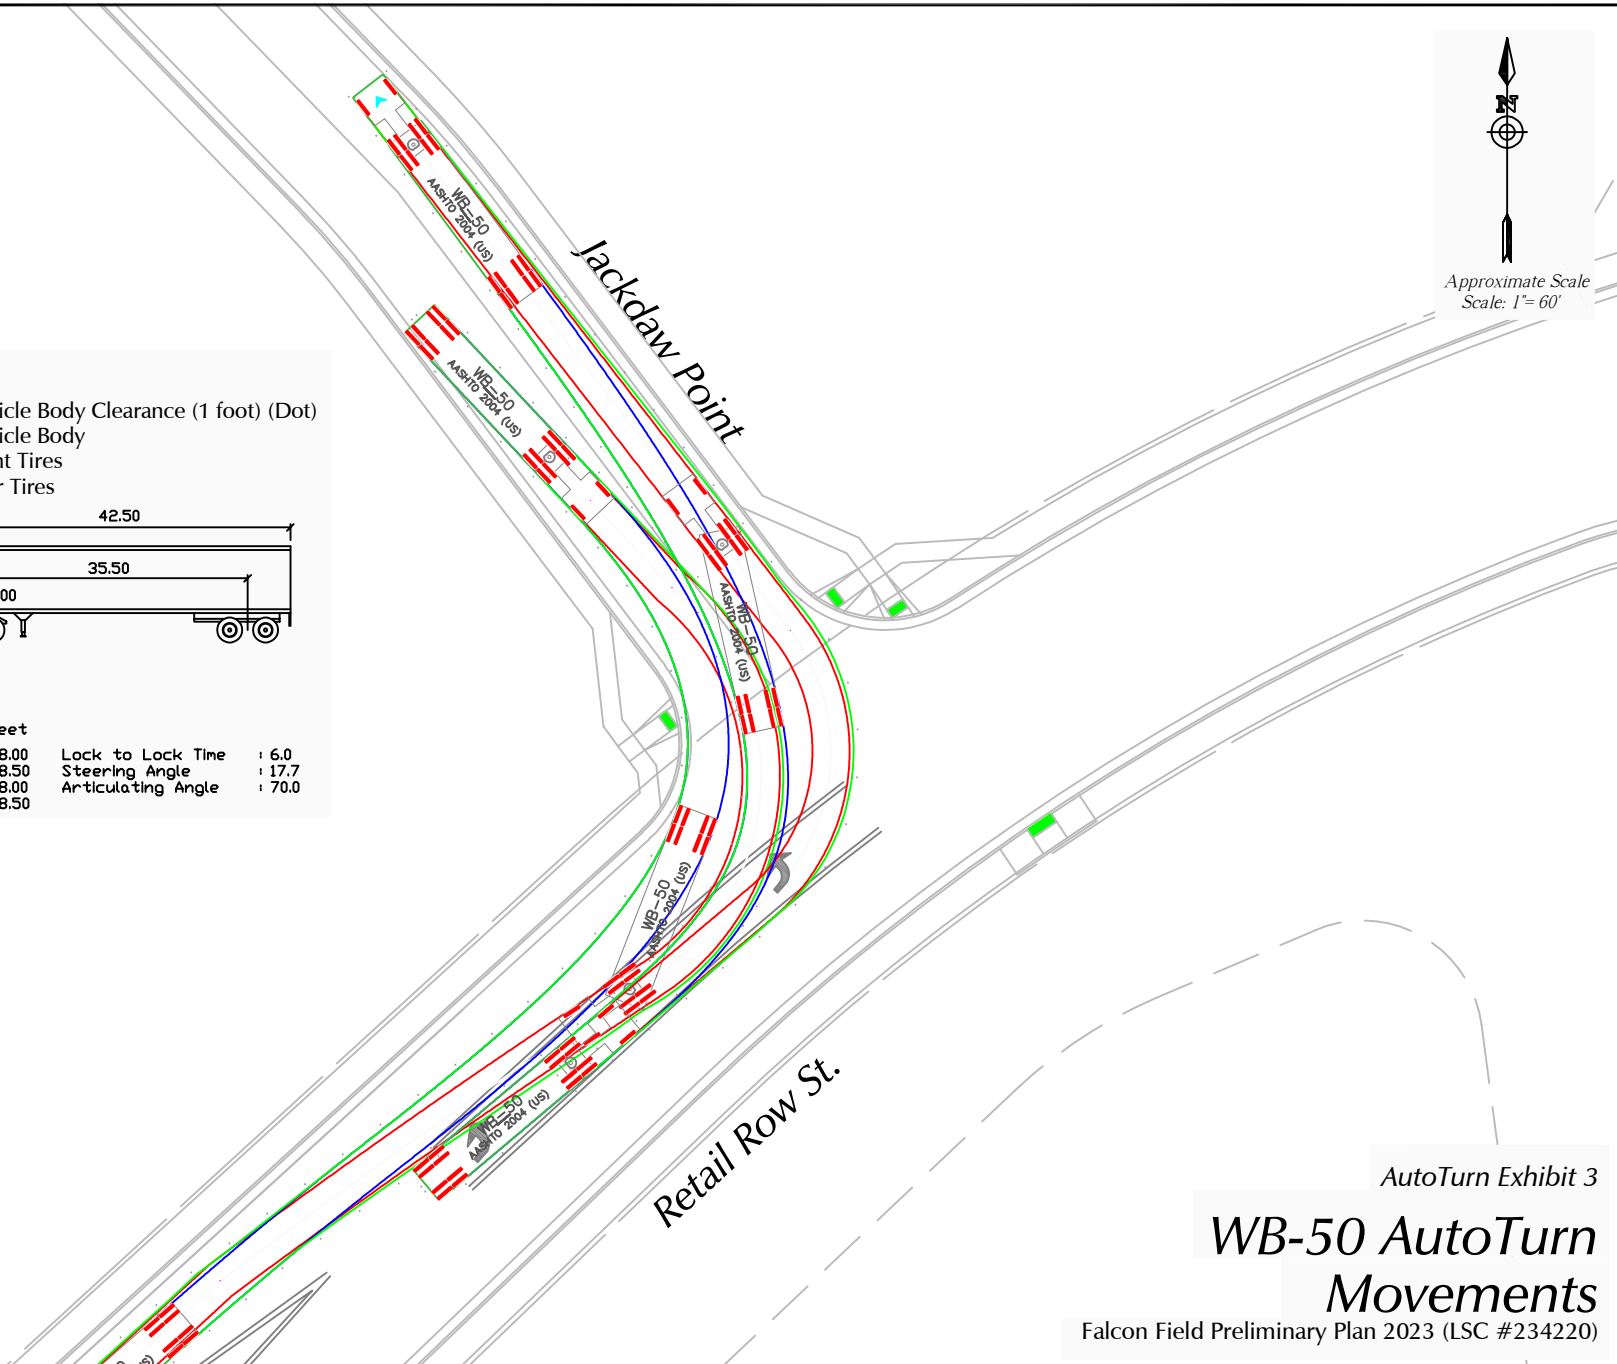 N
Approximate Scale
Scale: 1"= 60'
WB-50
AASHTO 2004 (US)
Jackdaw Point
WB-50
AASHTO 2004 (US)
icle Body Clearance (1 foot) (Dot)
icle Body
nt Tires
r Tires
42.50
35.50
00
WB-50
AASHTO 2004 (US)
eet
8.00 Lock to Lock Time : 6.0
8.50 Steering Angle : 17.7
8.00 Articulating Angle : 70.0
8.50
WB-50
AASHTO 2004 (US)
WB-50
AASHTO 2004 (US)
Retail Row St.
AutoTurn Exhibit 3
WB-50 AutoTurn
Movements
Falcon Field Preliminary Plan 2023 (LSC #234220)